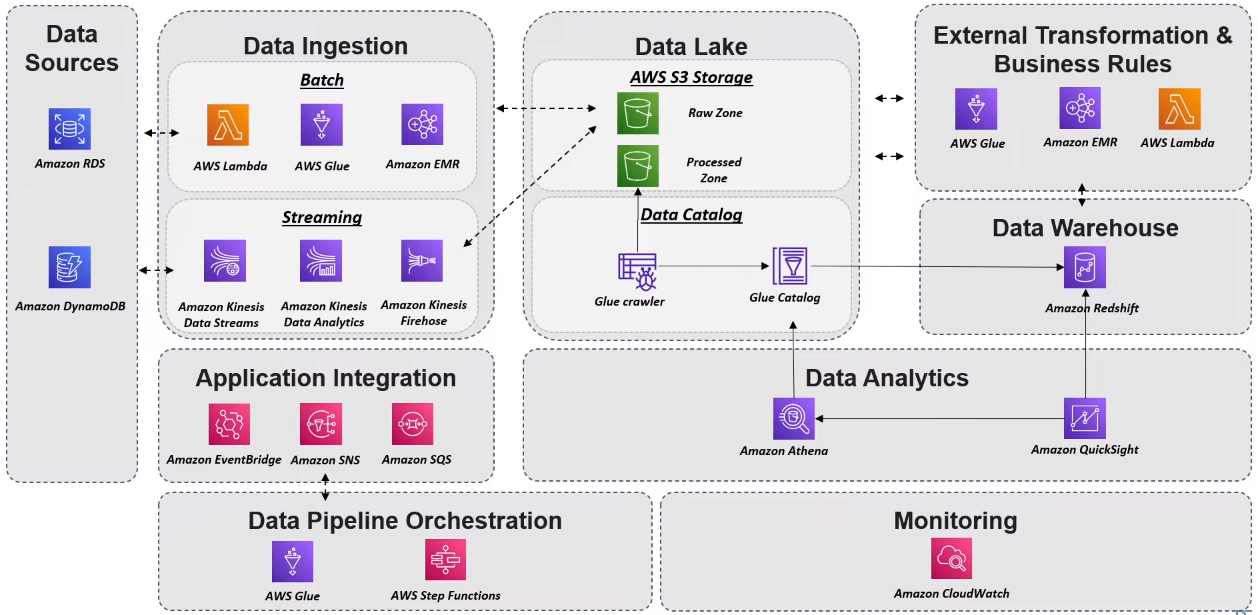 Data
Sources
Amazon RDS
Amazon DynamoDB
Data Ingestion
Batch
AWS Lambda
AWS Glue
Amazon EMR
Streaming
Amazon Kinesis
Data Streams
Amazon Kinesis
Data Analytics
Amazon Kinesis
Firehose
Data Lake
AWS S3 Storage
Raw Zone
Processed
Zone
Data Catalog
Glue crawler
Glue Catalog
External Transformation &
Business Rules
AWS Glue
Amazon EMR
AWS Lambda
Data Warehouse
Amazon Redshift
Application Integration
Amazon EventBridge
Amazon SNS
Amazon SQS
Data Analytics
Amazon Athena
Amazon QuickSight
Data Pipeline Orchestration
AWS Glue
AWS Step Functions
Monitoring
Amazon CloudWatch